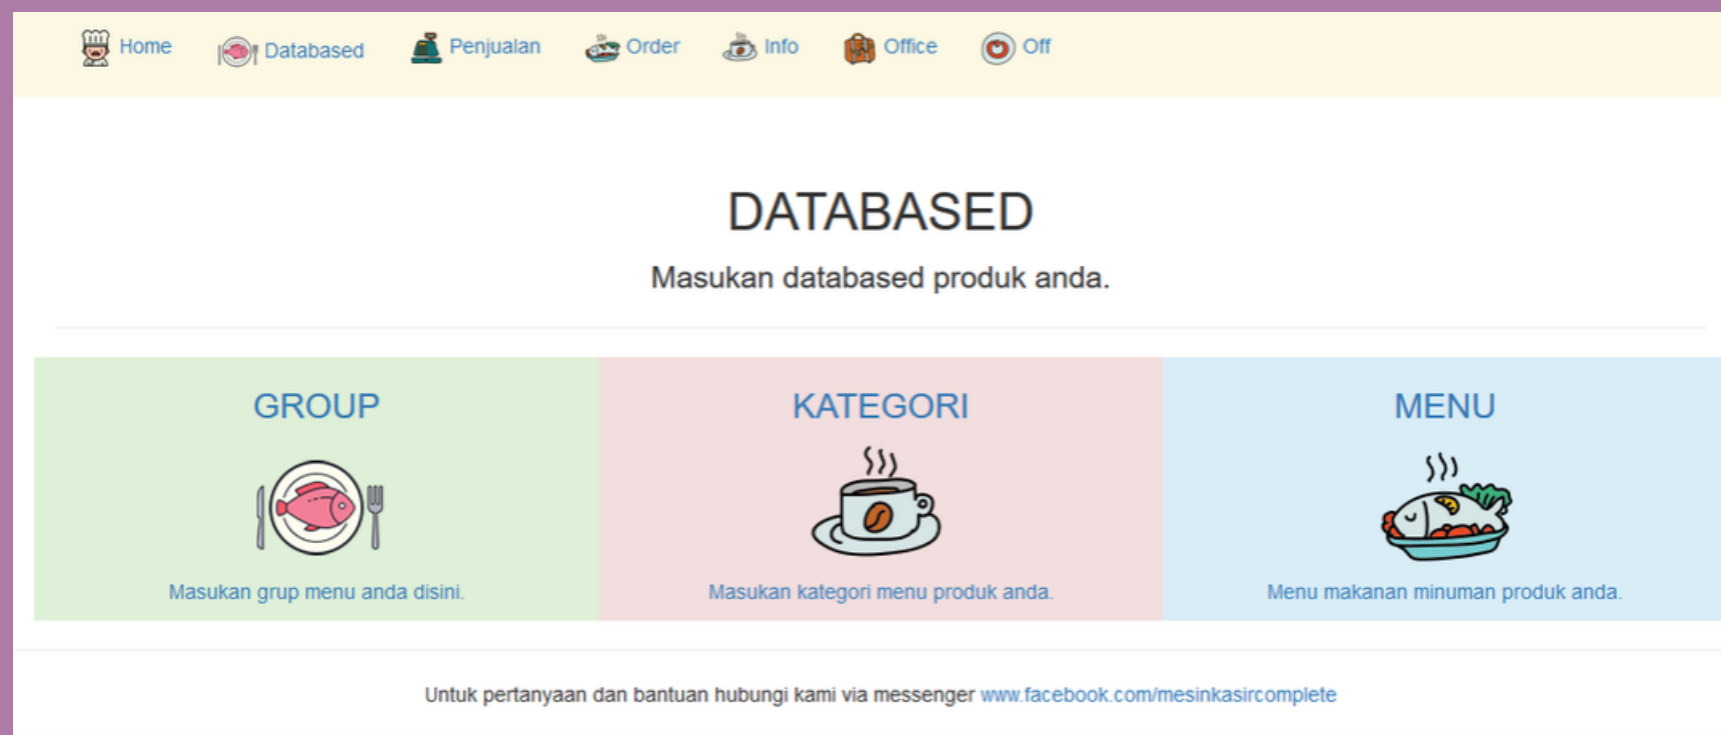 Home Databased Penjualan Order Info Office Off
DATABASED
Masukan databased produk anda.
GROUP
Masukan grup menu anda disini.
KATEGORI
Masukan kategori menu produk anda.
MENU
Menu makanan minuman produk anda.
Untuk pertanyaan dan bantuan hubungi kami via messenger www.facebook.com/mesinkasircomplete